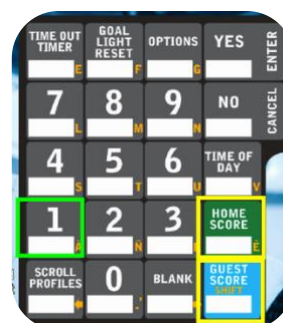 TIME OUT
TIMER
E
GOAL
LIGHT
RESET
F
OPTIONS
G
YES
ENTER
7
L
8
M
9
N
NO
CANCEL
4
S
5
T
6
U
TIME OF
DAY
V
1
2
Ñ
3
HOME
SCORE
È
SCROLL
PROFILES
0
BLANK
GUEST
SCORE
SHIFT